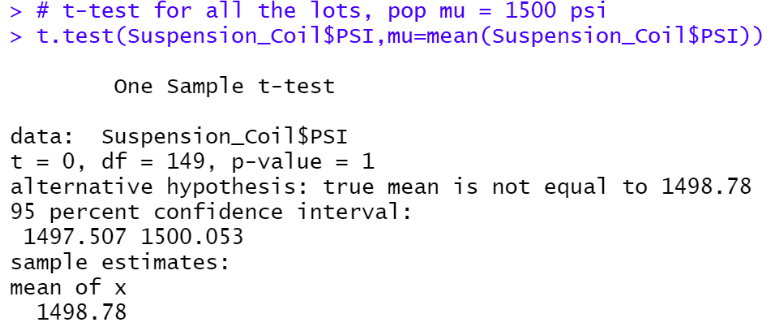 > # t-test for all the lots, pop mu = 1500 psi
> t.test(Suspension_Coil$PSI,mu=mean(Suspension_Coil$PSI))
One Sample t-test
data:  Suspension_Coil$PSI
t = 0, df = 149, p-value = 1
alternative hypothesis: true mean is not equal to 1498.78
95 percent confidence interval:
1497.507 1500.053
sample estimates:
mean of x
1498.78